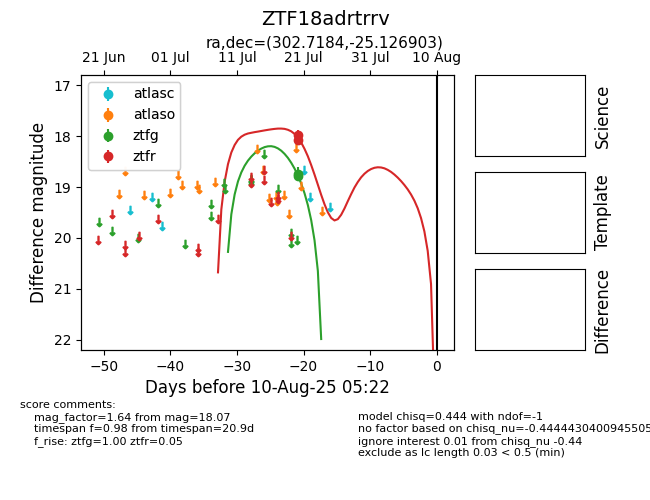 ZTF18adrtrrv
ra,dec=(302.7184,-25.126903)
21 Jun 01 Jul 11 Jul 21 Jul 31 Jul 10 Aug
17
18
19
20
21
22
Difference magnitude
atlasc
atlaso
ztfg
ztfr
−50 −40 −30 −20 −10 0
Days before 10-Aug-25 05:22
Science
Template
Difference
score comments:
mag_factor=1.64 from mag=18.07
timespan f=0.98 from timespan=20.9d
f_rise: ztfg=1.00 ztfr=0.05
model chisq=0.444 with ndof=-1
no factor based on chisq_nu=-0.4444430400945505
ignore interest 0.01 from chisq_nu -0.44
exclude as lc length 0.03 < 0.5 (min)